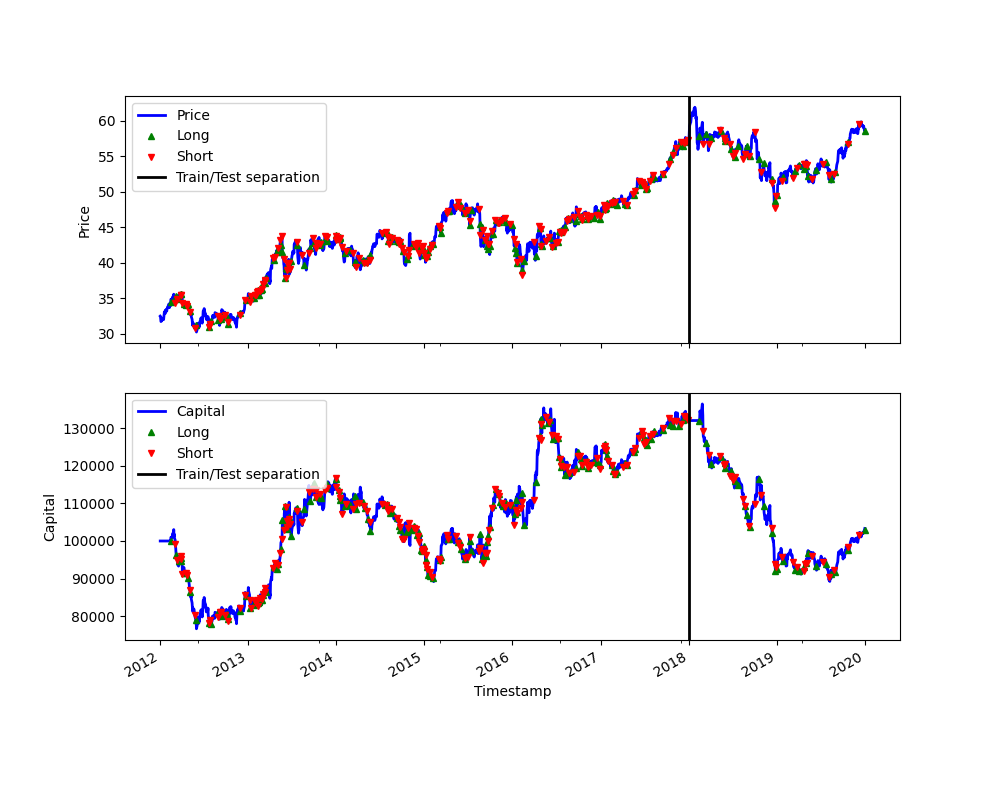 Price
Long
Short
Train/Test separation
60
55
50
45
40
35
30
Price
Capital
Long
Short
Train/Test separation
130000
120000
110000
100000
90000
80000
Capital
2012 2013 2014 2015 2016 2017 2018 2019 2020
Timestamp